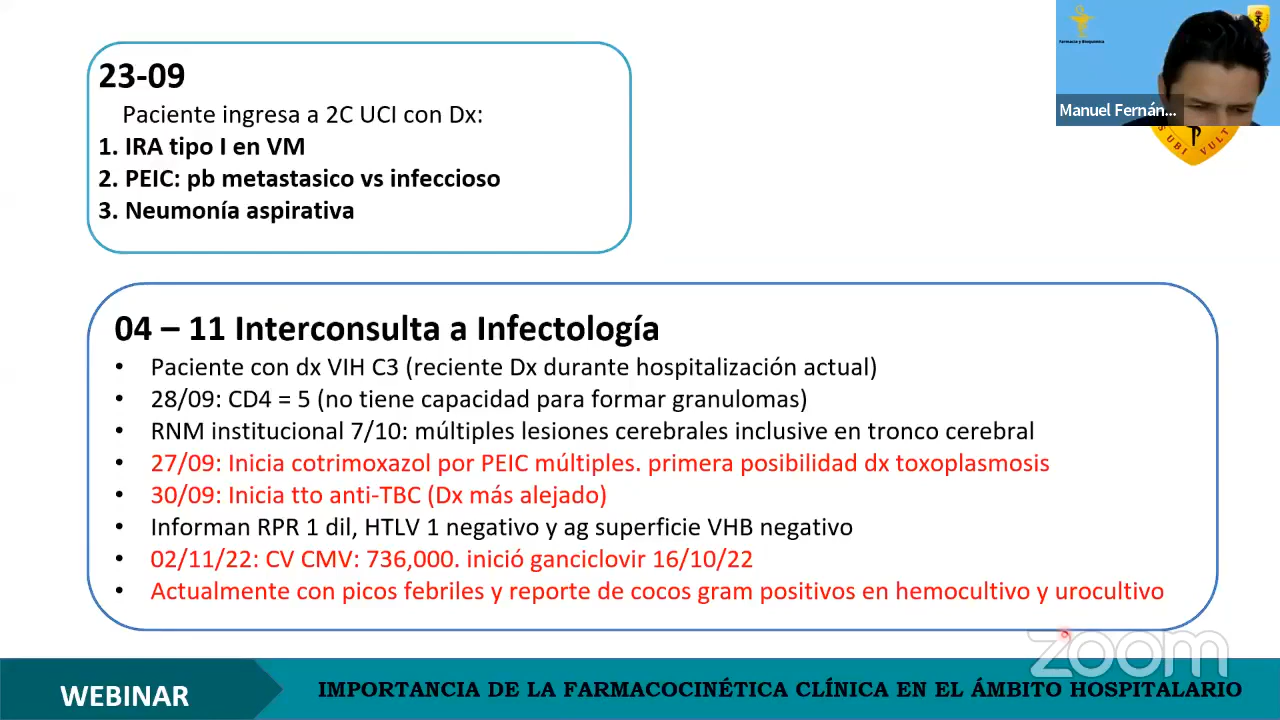 23-09
Paciente ingresa a 2C UCI con Dx:
1. IRA tipo I en VM
2. PEIC: pb metastasico vs infeccioso
3. Neumonía aspirativa
Farmacia y Bioquímica
Manuel Fernán...
UBI VULT
04 – 11 Interconsulta a Infectología
• Paciente con dx VIH C3 (reciente Dx durante hospitalización actual)
• 28/09: CD4 = 5 (no tiene capacidad para formar granulomas)
• RNM institucional 7/10: múltiples lesiones cerebrales inclusive en tronco cerebral
• 27/09: Inicia cotrimoxazol por PEIC múltiples. primera posibilidad dx toxoplasmosis
• 30/09: Inicia tto anti-TBC (Dx más alejado)
• Informan RPR 1 dil, HTLV 1 negativo y ag superficie VHB negativo
• 02/11/22: CV CMV: 736,000. inició ganciclovir 16/10/22
• Actualmente con picos febriles y reporte de cocos gram positivos en hemocultivo y urocultivo
zoom
WEBINAR
IMPORTANCIA DE LA FARMACOCINÉTICA CLÍNICA EN EL ÁMBITO HOSPITALARIO